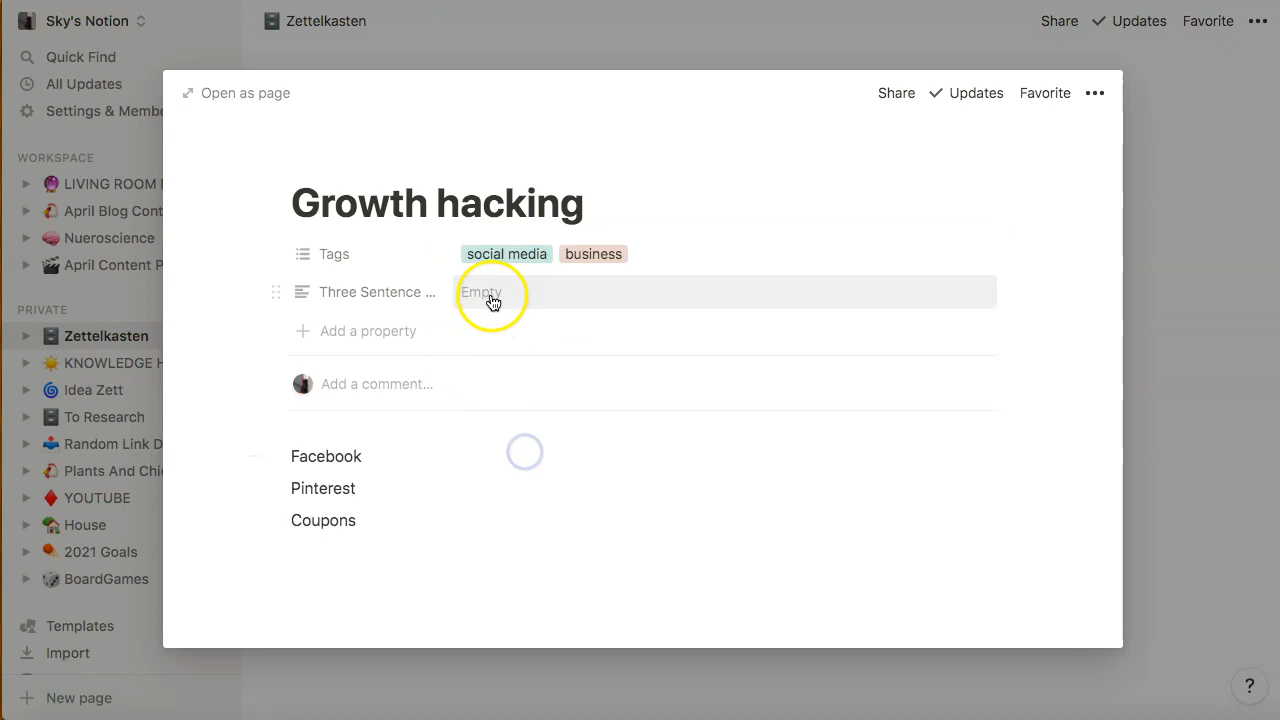 Sky's Notion
Zettelkasten
Share
Updates
Favorite
Quick Find
All Updates
Settings & Membe
WORKSPACE
LIVING ROOM
April Blog Cont
Nueroscience
April Content P
PRIVATE
Zettelkasten
KNOWLEDGE H
Idea Zett
To Research
Random Link D
Plants And Chi
YOUTUBE
House
2021 Goals
BoardGames
Templates
Import
New page
Open as page
Share
Updates
Favorite
Growth hacking
Tags
social media
business
Three Sentence ...
Empty
Add a property
Add a comment...
Facebook
Pinterest
Coupons
?